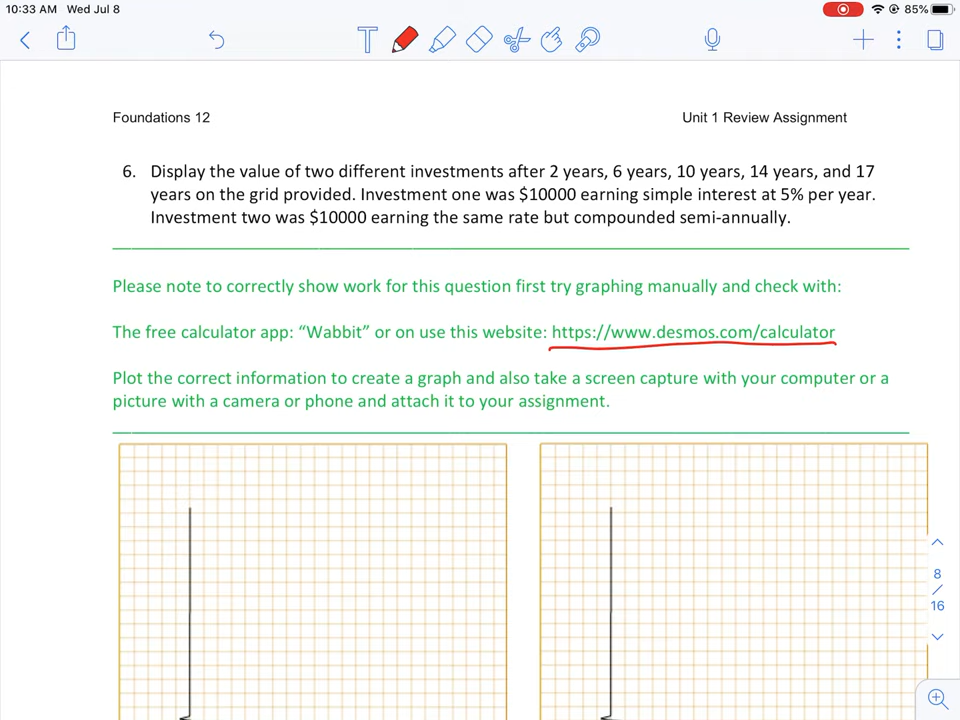 10:33 AM Wed Jul 8
85%
T
Foundations 12
Unit 1 Review Assignment
6. Display the value of two different investments after 2 years, 6 years, 10 years, 14 years, and 17
years on the grid provided. Investment one was $10000 earning simple interest at 5% per year.
Investment two was $10000 earning the same rate but compounded semi-annually.
Please note to correctly show work for this question first try graphing manually and check with:
The free calculator app: “Wabbit” or on use this website: https://www.desmos.com/calculator
Plot the correct information to create a graph and also take a screen capture with your computer or a
picture with a camera or phone and attach it to your assignment.
8
/
16